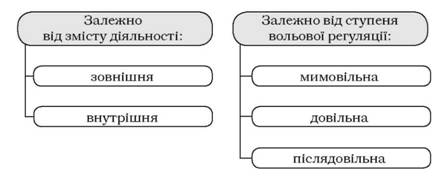 Залежно
від змісту діяльності:
зовнішня
внутрішня
Залежно від ступеня
вольової регуляції:
мимовільна
довільна
післядовільна